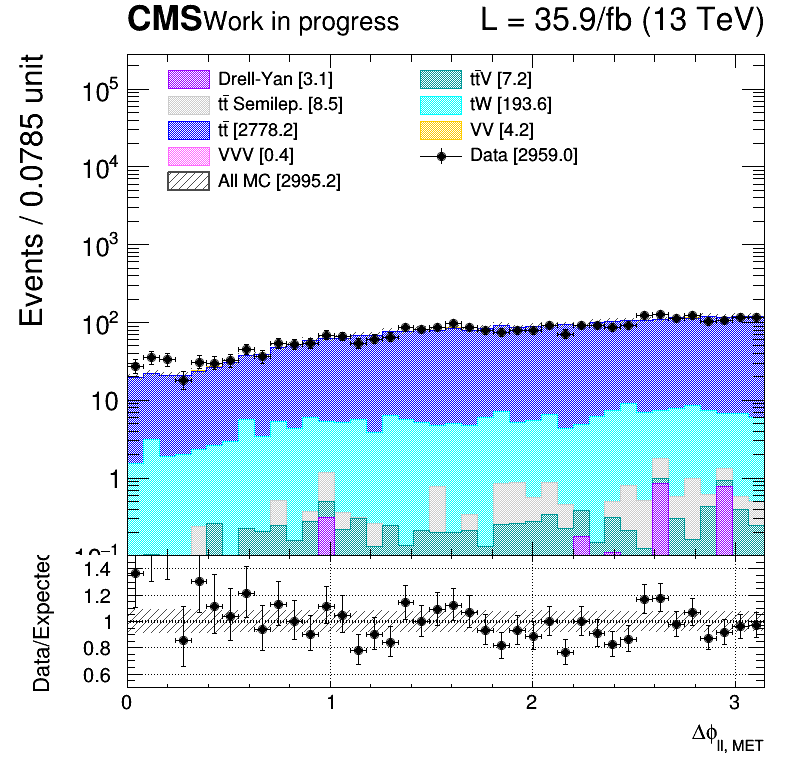 CMS Work in progress L = 35.9/fb (13 TeV)
Events / 0.0785 unit
10⁵
10⁴
10³
10²
10
1
10⁻¹
Drell-Yan [3.1]
tt̄V [7.2]
tt̄ Semilep. [8.5]
tW [193.6]
tt̄ [2778.2]
VV [4.2]
VVV [0.4]
Data [2959.0]
All MC [2995.2]
Data/Expected
1.4
1.2
1
0.8
0.6
0 1 2 3
Δϕ_ll, MET